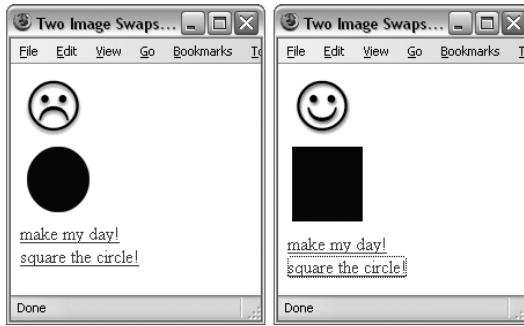 Two Image Swaps...
File Edit View Go Bookmarks To
make my day!
square the circle!
Done
Two Image Swaps...
File Edit View Go Bookmarks T
make my day!
square the circle!
Done